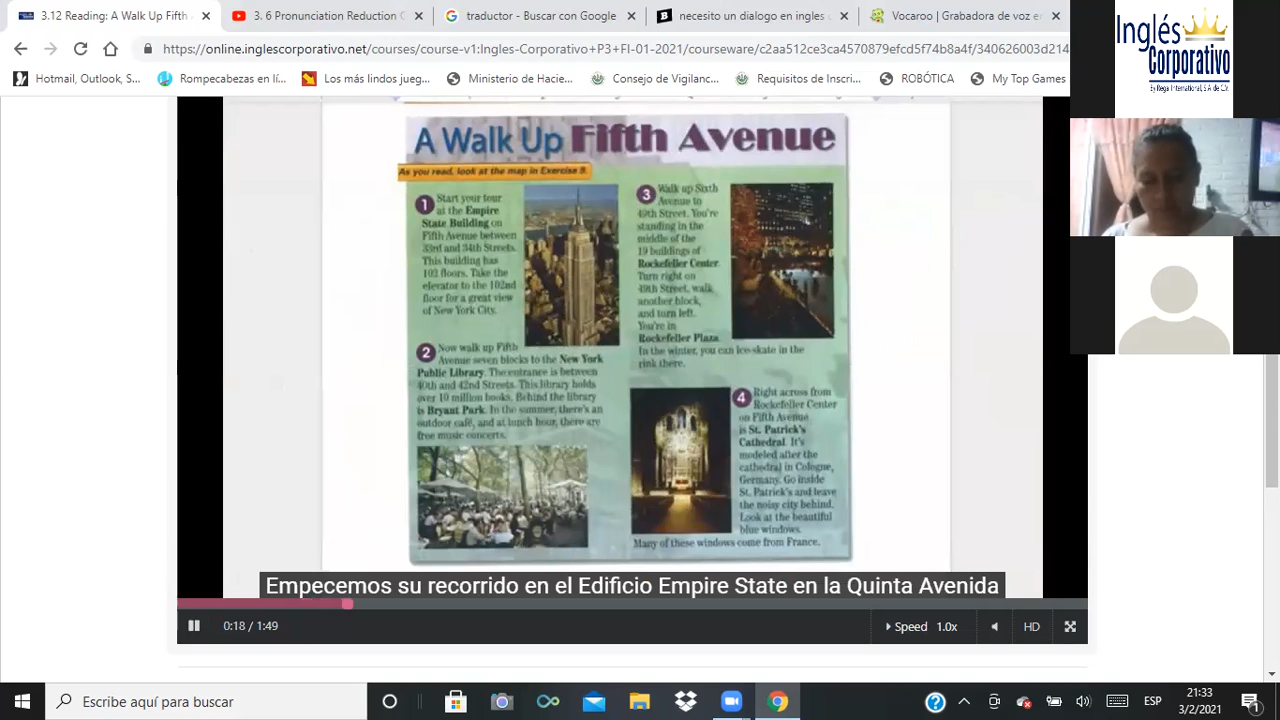 3.12 Reading: A Walk Up Fifth A
3. 6 Pronunciation Reduction C
traductor - Buscar con Google
necesito un dialogo en ingles u
Vocaroo | Grabadora de voz en
https://online.inglescorporativo.net/courses/course-v1:Ingles-Corporativo+P3+FI-01-2021/courseware/c2aa312ce3ca4570879efcdf74b8a4f/340626003d214
Hotmail, Outlook, S...
Rompecabezas en lí...
Los más lindos jueg...
Ministerio de Hacie...
Consejo de Vigilanc...
Requisitos de Inscri...
ROBÓTICA
My Top Games
Inglés
Corporativo
By Rega International, S.A de C.V.
A Walk Up Fifth Avenue
As you read, look at the map in Exercise 9.
1 Start your tour
at the Empire
State Building on
Fifth Avenue between
33rd and 34th Streets.
This building has
102 floors. Take the
elevator to the 102nd
floor for a great view
of New York City.
2 Now walk up Fifth
Avenue seven blocks to the New York
Public Library. The entrance is between
40th and 42nd Streets. This library holds
over 10 million books. Behind the library
is Bryant Park. In the summer, there's an
outdoor café, and at lunch hour, there are
free music concerts.
3 Walk up Sixth
Avenue to
49th Street. You're
standing in the
middle of the
19 buildings of
Rockefeller Center.
Turn right on
49th Street, walk
another block,
and turn left.
You're in
Rockefeller Plaza.
In the winter, you can ice-skate in the
rink there.
4 Right across from
Rockefeller Center
on Fifth Avenue
is St. Patrick's
Cathedral. It's
modeled after the
cathedral in Cologne,
Germany. Go inside
St. Patrick's and leave
the noisy city behind.
Look at the beautiful
blue windows.
Many of these windows come from France.
Empecemos su recorrido en el Edificio Empire State en la Quinta Avenida
0:18 / 1:49
Speed 1.0x
HD
Escribe aquí para buscar
ESP
21:33
3/2/2021
1